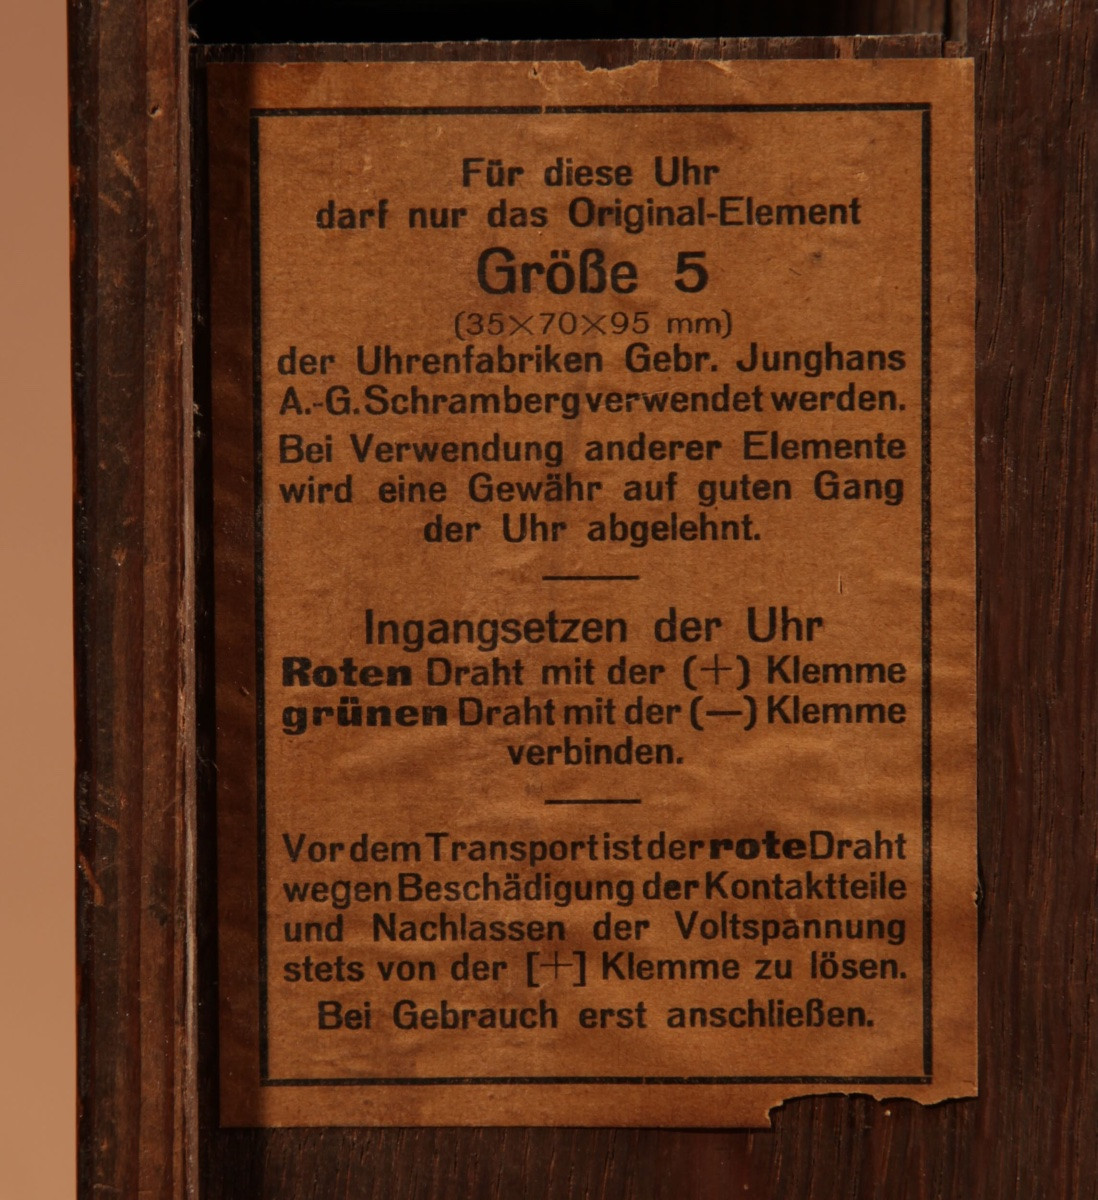 Für diese Uhr
darf nur das Original-Element
Größe 5
(35×70×95 mm)
der Uhrenfabriken Gebr. Junghans
A.-G. Schramberg verwendet werden.
Bei Verwendung anderer Elemente
wird eine Gewähr auf guten Gang
der Uhr abgelehnt.
Ingangsetzen der Uhr
Roten Draht mit der (+) Klemme
grünen Draht mit der (—) Klemme
verbinden.
Vor dem Transport ist der rote Draht
wegen Beschädigung der Kontaktteile
und Nachlassen der Voltspannung
stets von der [+] Klemme zu lösen.
Bei Gebrauch erst anschließen.